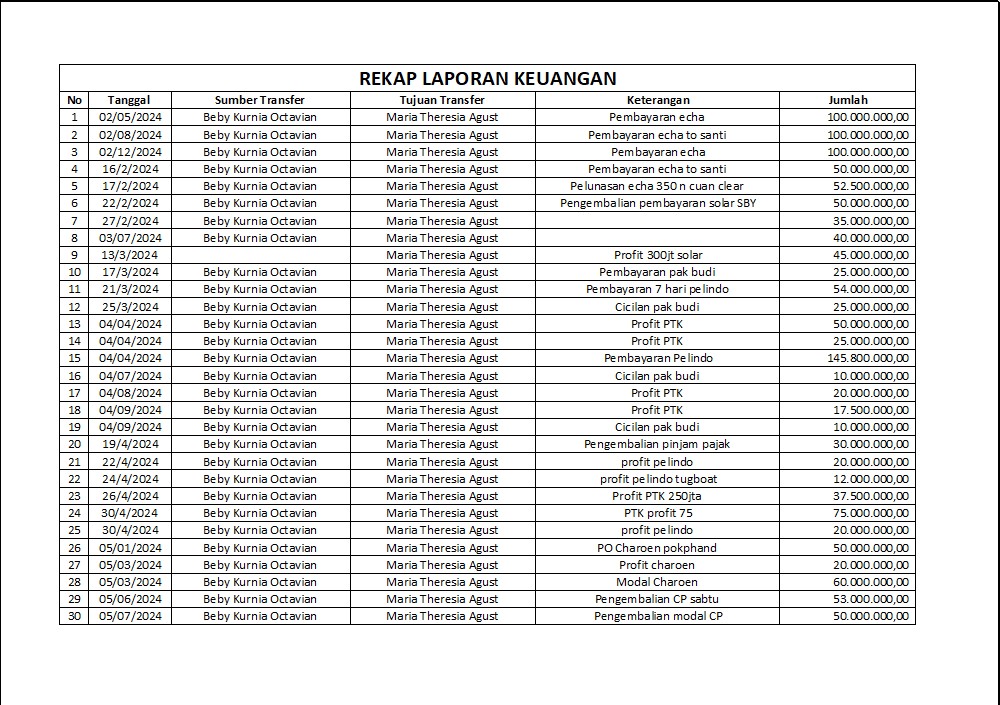 REKAP LAPORAN KEUANGAN
No Tanggal Sumber Transfer Tujuan Transfer Keterangan Jumlah
1 02/05/2024 Beby Kurnia Octavian Maria Theresia Agust Pembayaran echa 100.000.000,00
2 02/08/2024 Beby Kurnia Octavian Maria Theresia Agust Pembayaran echa to santi 100.000.000,00
3 02/12/2024 Beby Kurnia Octavian Maria Theresia Agust Pembayaran echa 100.000.000,00
4 16/2/2024 Beby Kurnia Octavian Maria Theresia Agust Pembayaran echa to santi 50.000.000,00
5 17/2/2024 Beby Kurnia Octavian Maria Theresia Agust Pelunasan echa 350 n cuan clear 52.500.000,00
6 22/2/2024 Beby Kurnia Octavian Maria Theresia Agust Pengembalian pembayaran solar SBY 50.000.000,00
7 27/2/2024 Beby Kurnia Octavian Maria Theresia Agust 35.000.000,00
8 03/07/2024 Beby Kurnia Octavian Maria Theresia Agust 40.000.000,00
9 13/3/2024 Maria Theresia Agust Profit 300jt solar 45.000.000,00
10 17/3/2024 Beby Kurnia Octavian Maria Theresia Agust Pembayaran pak budi 25.000.000,00
11 21/3/2024 Beby Kurnia Octavian Maria Theresia Agust Pembayaran 7 hari pelindo 54.000.000,00
12 25/3/2024 Beby Kurnia Octavian Maria Theresia Agust Cicilan pak budi 25.000.000,00
13 04/04/2024 Beby Kurnia Octavian Maria Theresia Agust Profit PTK 50.000.000,00
14 04/04/2024 Beby Kurnia Octavian Maria Theresia Agust Profit PTK 25.000.000,00
15 04/04/2024 Beby Kurnia Octavian Maria Theresia Agust Pembayaran Pelindo 145.800.000,00
16 04/07/2024 Beby Kurnia Octavian Maria Theresia Agust Cicilan pak budi 10.000.000,00
17 04/08/2024 Beby Kurnia Octavian Maria Theresia Agust Profit PTK 20.000.000,00
18 04/09/2024 Beby Kurnia Octavian Maria Theresia Agust Profit PTK 17.500.000,00
19 04/09/2024 Beby Kurnia Octavian Maria Theresia Agust Cicilan pak budi 10.000.000,00
20 19/4/2024 Beby Kurnia Octavian Maria Theresia Agust Pengembalian pinjam pajak 30.000.000,00
21 22/4/2024 Beby Kurnia Octavian Maria Theresia Agust profit pelindo 20.000.000,00
22 24/4/2024 Beby Kurnia Octavian Maria Theresia Agust profit pelindo tugboat 12.000.000,00
23 26/4/2024 Beby Kurnia Octavian Maria Theresia Agust Profit PTK 250jta 37.500.000,00
24 30/4/2024 Beby Kurnia Octavian Maria Theresia Agust PTK profit 75 75.000.000,00
25 30/4/2024 Beby Kurnia Octavian Maria Theresia Agust profit pelindo 20.000.000,00
26 05/01/2024 Beby Kurnia Octavian Maria Theresia Agust PO Charoen pokphand 50.000.000,00
27 05/03/2024 Beby Kurnia Octavian Maria Theresia Agust Profit charoen 20.000.000,00
28 05/03/2024 Beby Kurnia Octavian Maria Theresia Agust Modal Charoen 60.000.000,00
29 05/06/2024 Beby Kurnia Octavian Maria Theresia Agust Pengembalian CP sabtu 53.000.000,00
30 05/07/2024 Beby Kurnia Octavian Maria Theresia Agust Pengembalian modal CP 50.000.000,00